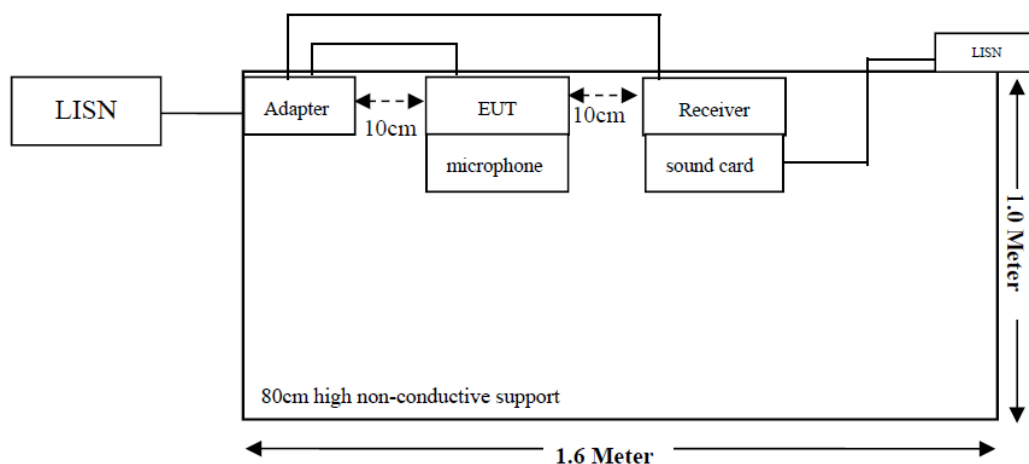 LISN
LISN
Adapter
10cm
EUT
10cm
Receiver
microphone
sound card
1.0 Meter
80cm high non-conductive support
1.6 Meter